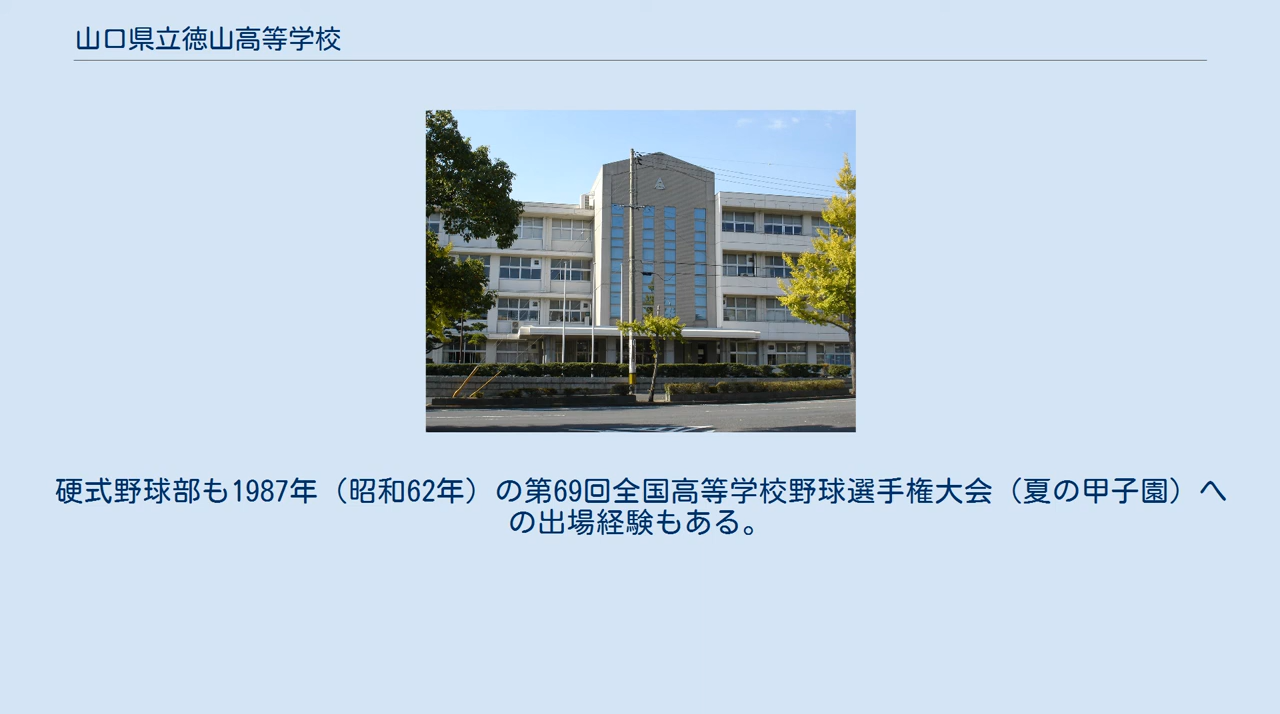 山口県立徳山高等学校
硬式野球部も1987年（昭和62年）の第69回全国高等学校野球選手権大会（夏の甲子園）へ
の出場経験もある。